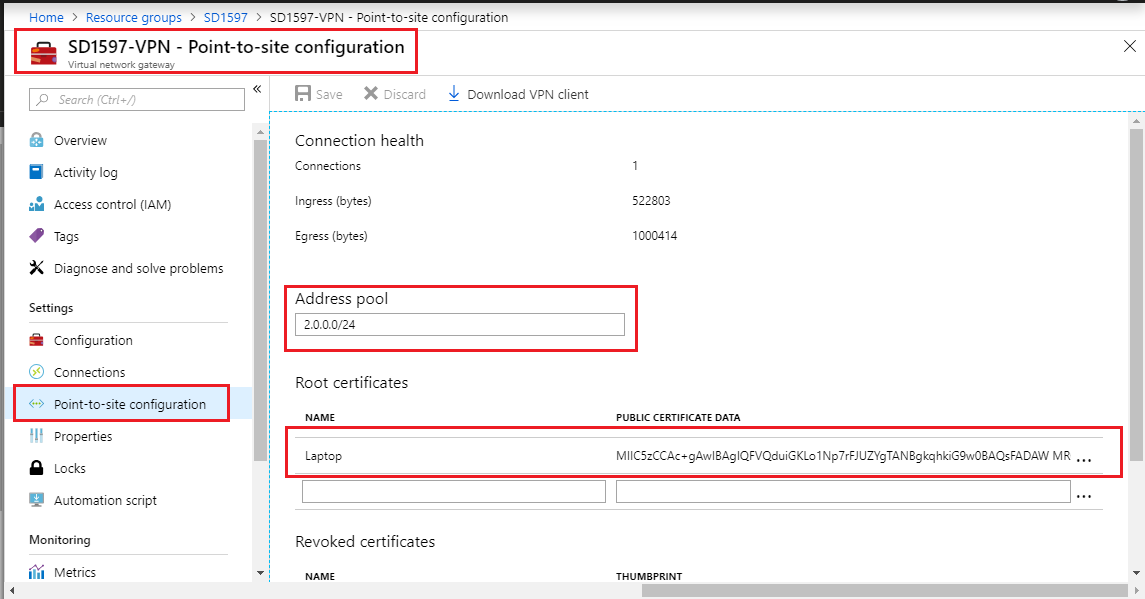 Home > Resource groups > SD1597 > SD1597-VPN - Point-to-site configuration
SD1597-VPN - Point-to-site configuration
Virtual network gateway
Search (Ctrl+/)
Overview
Activity log
Access control (IAM)
Tags
Diagnose and solve problems
Settings
Configuration
Connections
Point-to-site configuration
Properties
Locks
Automation script
Monitoring
Metrics
Save Discard Download VPN client
Connection health
Connections 1
Ingress (bytes) 522803
Egress (bytes) 1000414
Address pool
2.0.0.0/24
Root certificates
NAME PUBLIC CERTIFICATE DATA
Laptop MIIC5zCCAc+gAwIBAgIQFVQduiGKLo1Np7rFJUZYgTANBgkqhkiG9w0BAQsFADAW MR ...
...
Revoked certificates
NAME THUMBPRINT